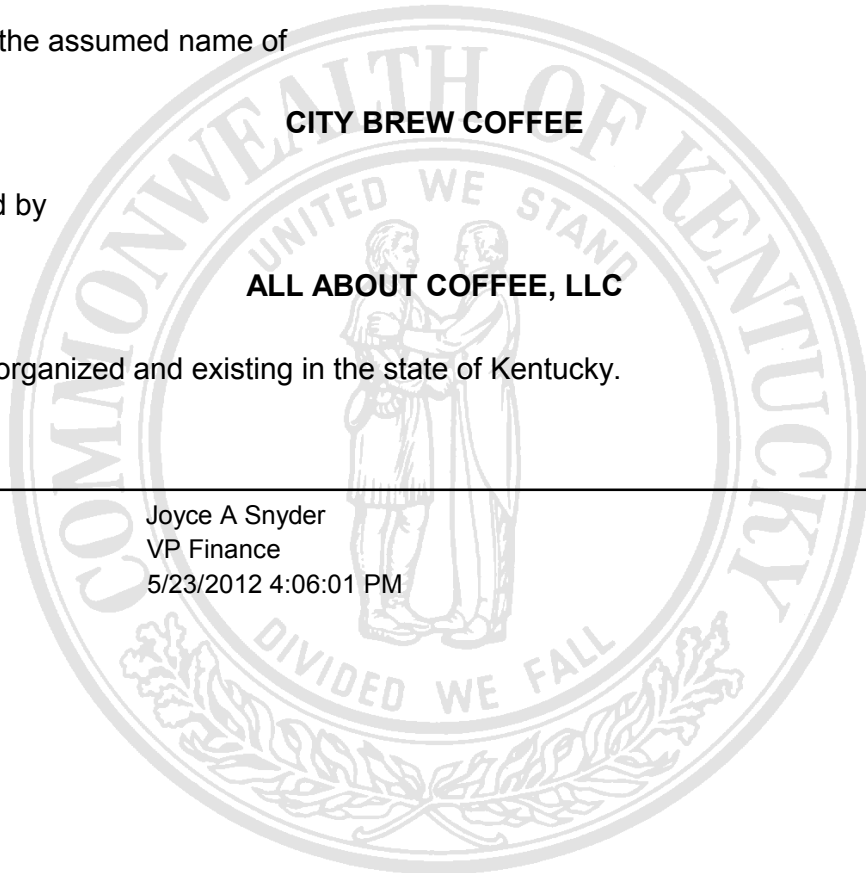 the assumed name of
CITY BREW COFFEE
d by
ALL ABOUT COFFEE, LLC
organized and existing in the state of Kentucky.
Joyce A Snyder
VP Finance
5/23/2012 4:06:01 PM
COMMONWEALTH OF KENTUCKY
UNITED WE STAND
DIVIDED WE FALL